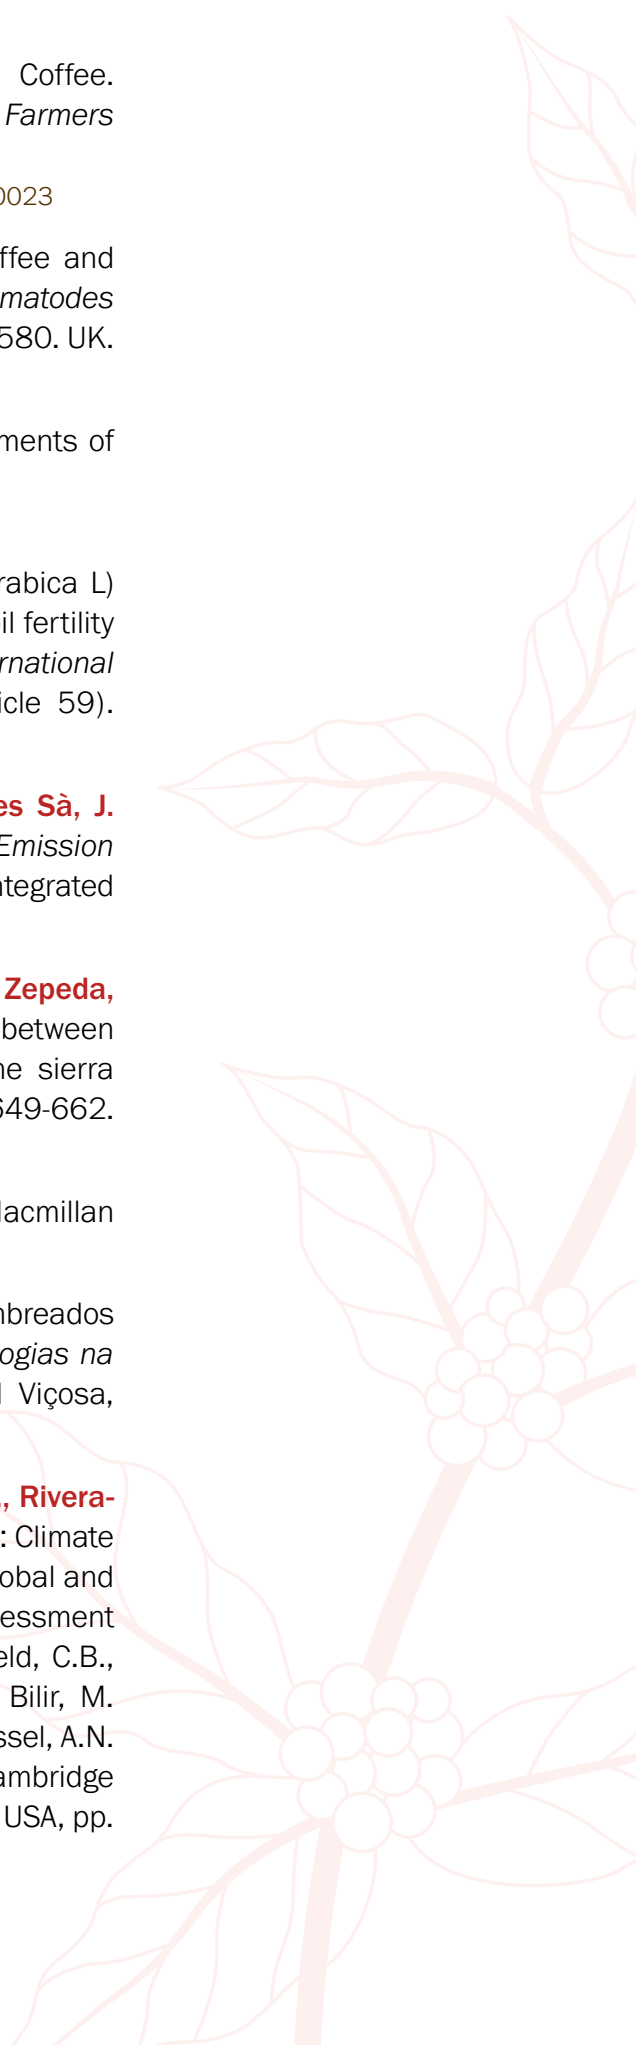 Coffee.
Farmers
0023
ffee and
matodes
580. UK.
ments of
rabica L)
il fertility
rnational
icle 59).
es Sà, J.
Emission
ntegrated
Zepeda,
between
ne sierra
649-662.
lacmillan
mbreados
ogias na
l Viçosa,
., Rivera-
: Climate
obal and
essment
eld, C.B.,
Bilir, M.
ssel, A.N.
ambridge
USA, pp.